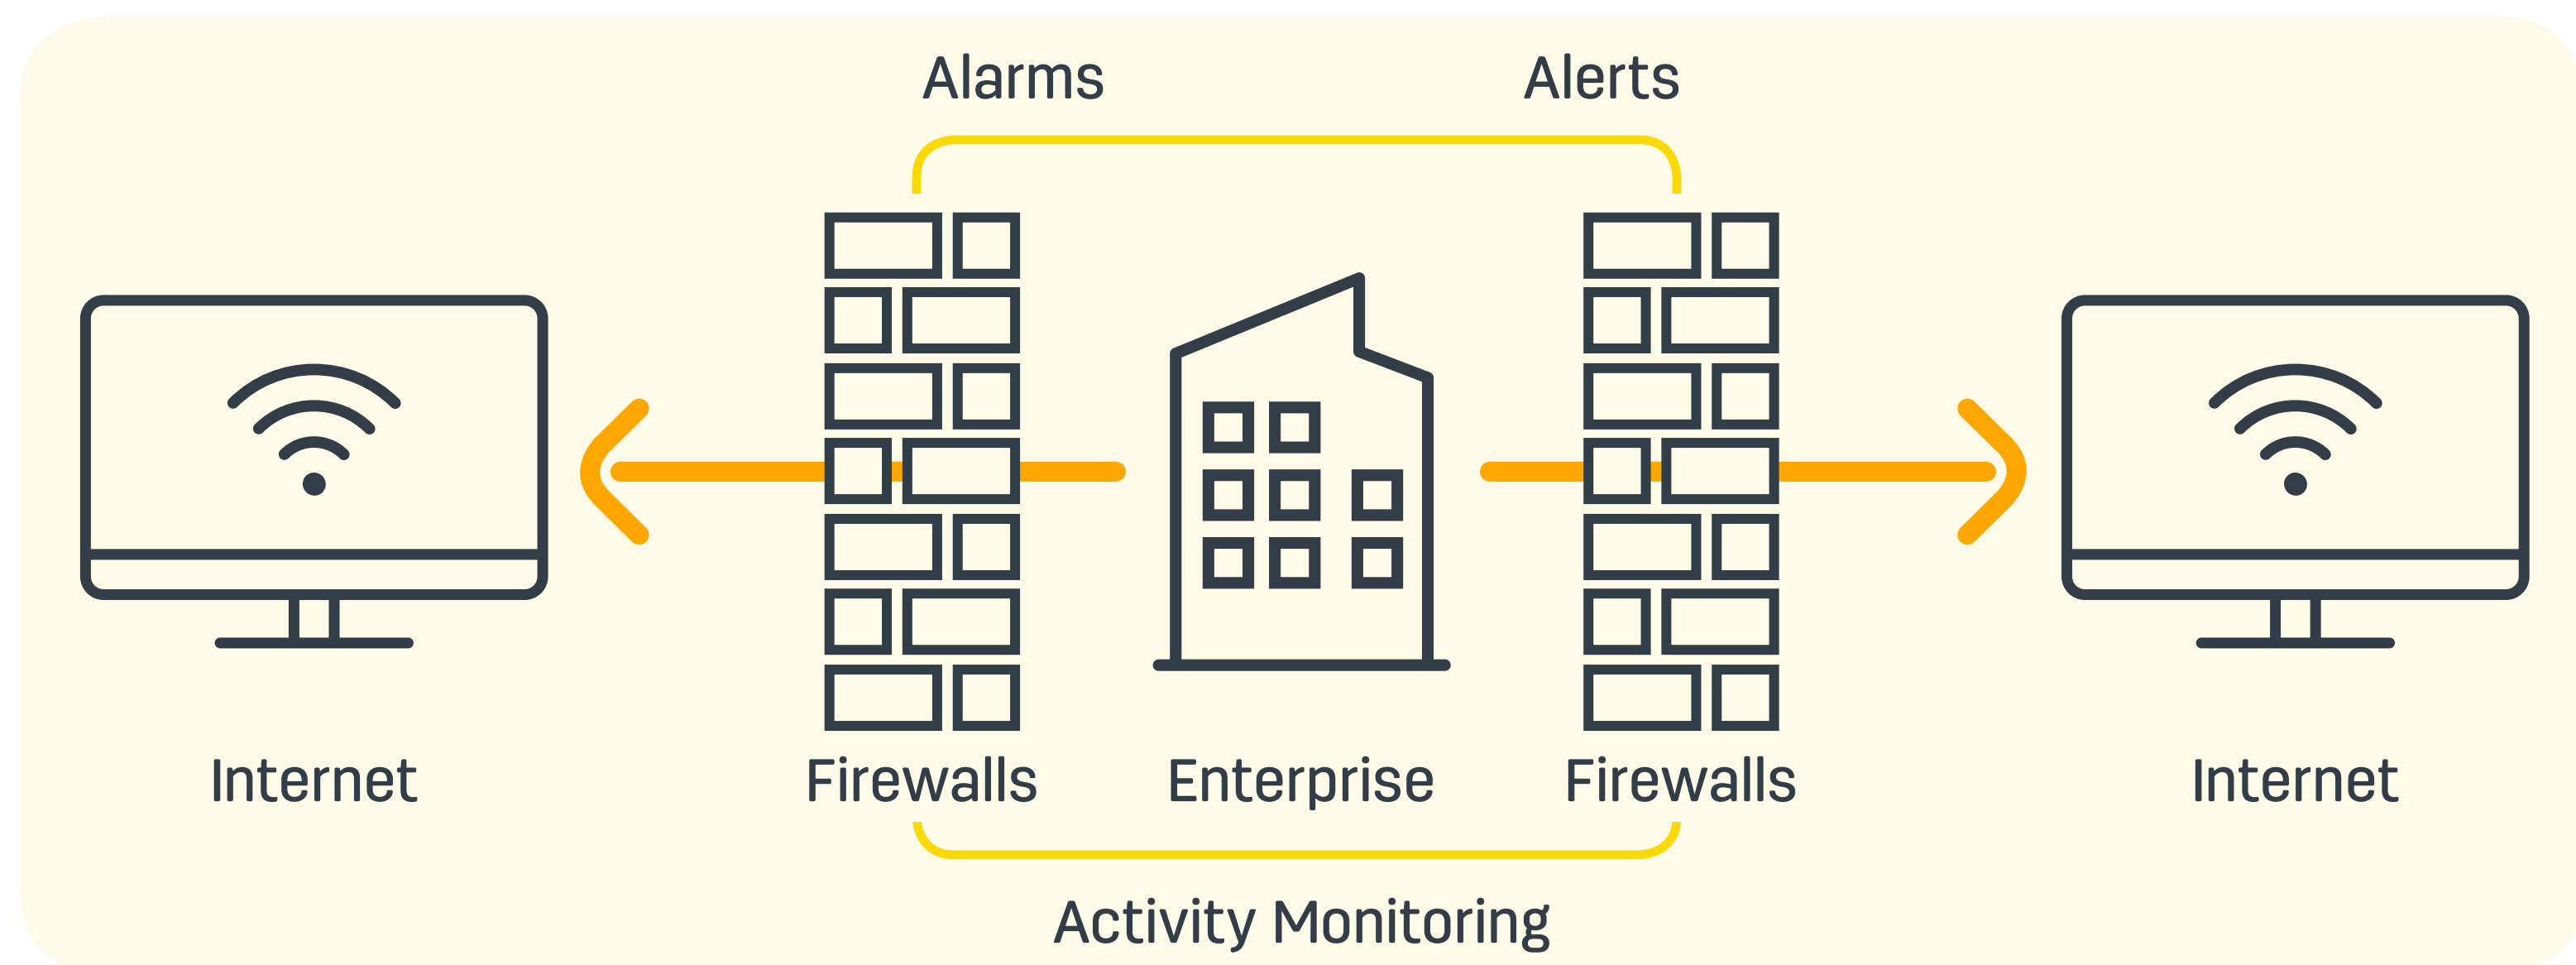 Alarms
Alerts
Internet
Firewalls
Enterprise
Firewalls
Internet
Activity Monitoring